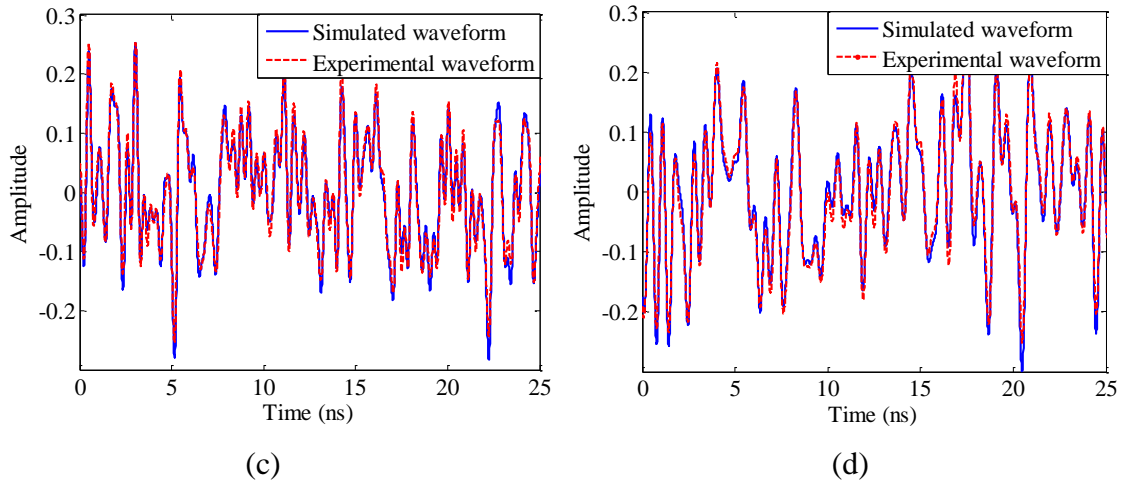 0.3
0.2
0.1
0
-0.1
-0.2
Amplitude
0 5 10 15 20 25
Time (ns)
Simulated waveform
Experimental waveform
(c)
0.3
0.2
0.1
0
-0.1
-0.2
Amplitude
0 5 10 15 20 25
Time (ns)
Simulated waveform
Experimental waveform
(d)